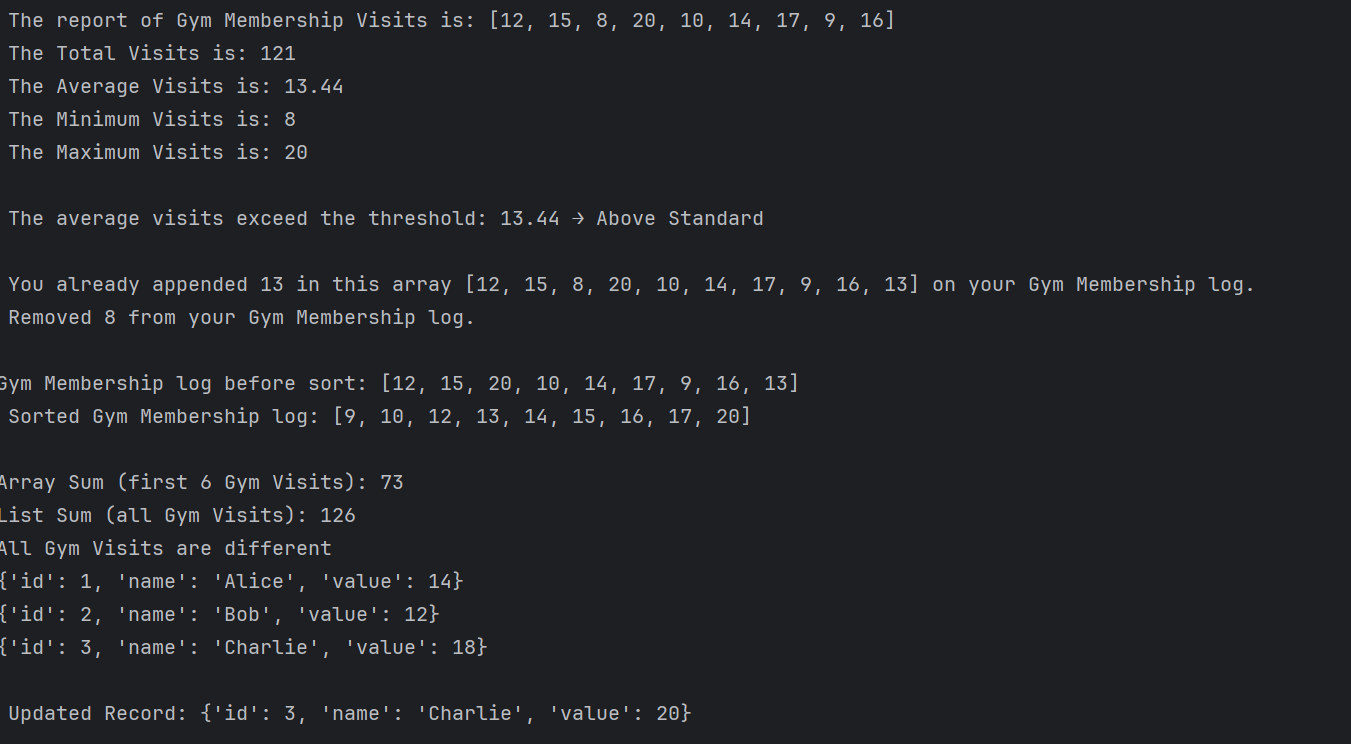 The report of Gym Membership Visits is: [12, 15, 8, 20, 10, 14, 17, 9, 16]
The Total Visits is: 121
The Average Visits is: 13.44
The Minimum Visits is: 8
The Maximum Visits is: 20
The average visits exceed the threshold: 13.44 → Above Standard
You already appended 13 in this array [12, 15, 8, 20, 10, 14, 17, 9, 16, 13] on your Gym Membership log.
Removed 8 from your Gym Membership log.
Gym Membership log before sort: [12, 15, 20, 10, 14, 17, 9, 16, 13]
Sorted Gym Membership log: [9, 10, 12, 13, 14, 15, 16, 17, 20]
Array Sum (first 6 Gym Visits): 73
List Sum (all Gym Visits): 126
All Gym Visits are different
{'id': 1, 'name': 'Alice', 'value': 14}
{'id': 2, 'name': 'Bob', 'value': 12}
{'id': 3, 'name': 'Charlie', 'value': 18}
Updated Record: {'id': 3, 'name': 'Charlie', 'value': 20}